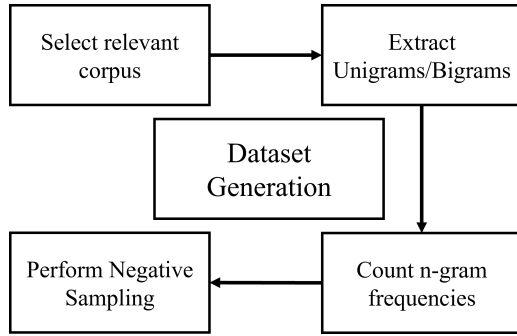 Select relevant
corpus
Extract
Unigrams/Bigrams
Dataset
Generation
Perform Negative
Sampling
Count n-gram
frequencies